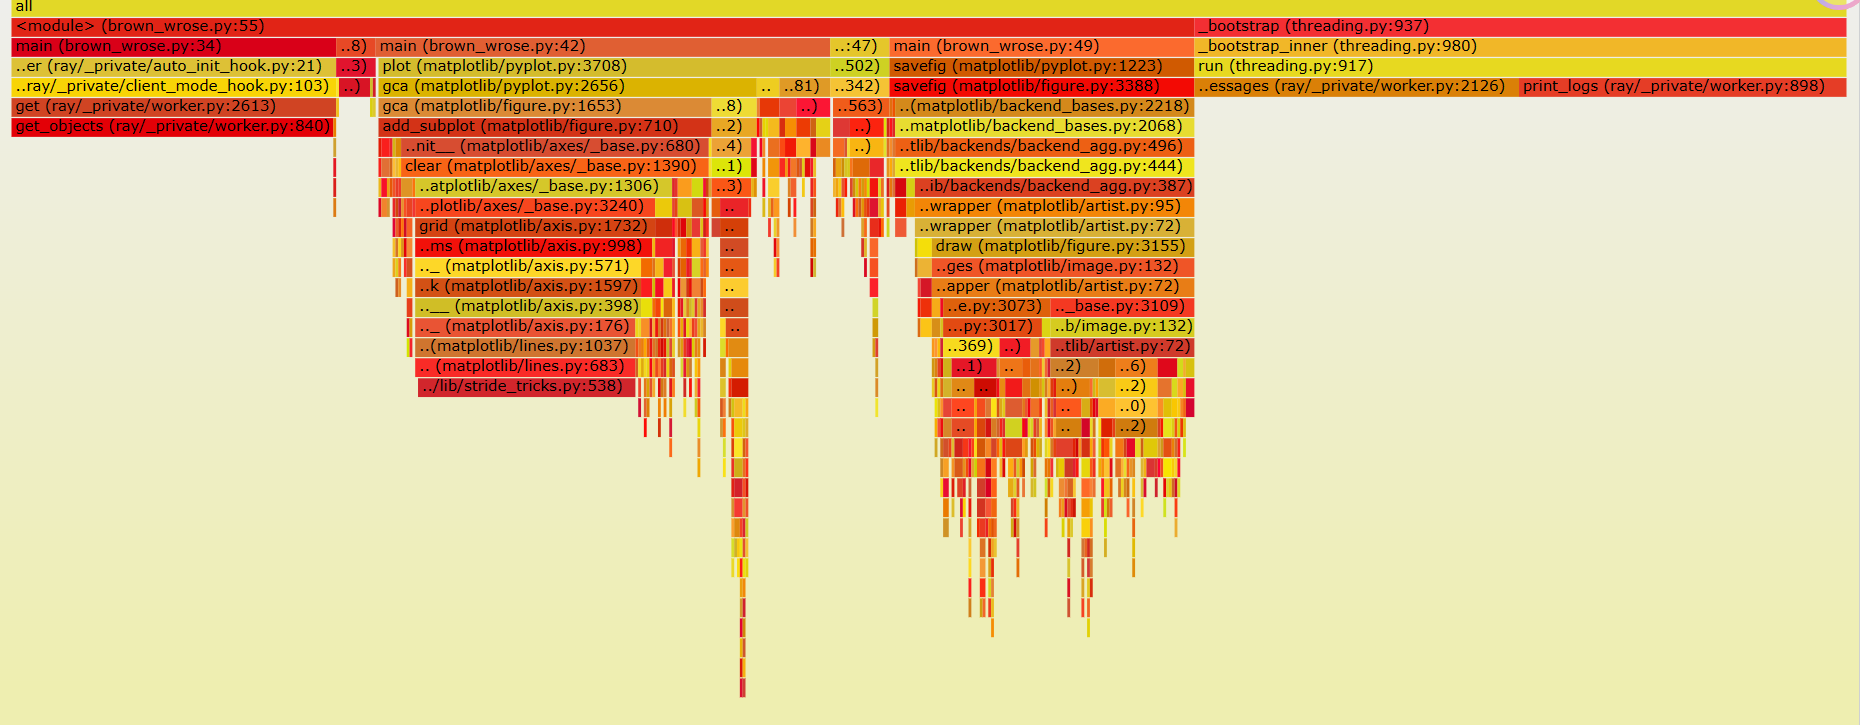 all
<module> (brown_wrose.py:55) _bootstrap (threading.py:937)
main (brown_wrose.py:34) ..8) main (brown_wrose.py:42) ..:47) main (brown_wrose.py:49) _bootstrap_inner (threading.py:980)
..er (ray/_private/auto_init_hook.py:21) ..3) plot (matplotlib/pyplot.py:3708) ..502) savefig (matplotlib/pyplot.py:1223) run (threading.py:917)
..ray/_private/client_mode_hook.py:103) ..) gca (matplotlib/pyplot.py:2656) .. ..81) ..342) savefig (matplotlib/figure.py:3388) ..essages (ray/_private/worker.py:2126) print_logs (ray/_private/worker.py:898)
get (ray/_private/worker.py:2613) gca (matplotlib/figure.py:1653) ..8) ..) ..563) ..(matplotlib/backend_bases.py:2218)
get_objects (ray/_private/worker.py:840) add_subplot (matplotlib/figure.py:710) ..2) ..) ..matplotlib/backend_bases.py:2068)
..nit__ (matplotlib/axes/_base.py:680) ..4) ..) ..tlib/backends/backend_agg.py:496)
clear (matplotlib/axes/_base.py:1390) ..1) ..tlib/backends/backend_agg.py:444)
..atplotlib/axes/_base.py:1306) ..3) ..ib/backends/backend_agg.py:387)
..plotlib/axes/_base.py:3240) .. ..wrapper (matplotlib/artist.py:95)
grid (matplotlib/axis.py:1732) .. ..wrapper (matplotlib/artist.py:72)
..ms (matplotlib/axis.py:998) .. draw (matplotlib/figure.py:3155)
.._ (matplotlib/axis.py:571) .. ..ges (matplotlib/image.py:132)
..k (matplotlib/axis.py:1597) .. ..apper (matplotlib/artist.py:72)
..__ (matplotlib/axis.py:398) .. ..e.py:3073) .._base.py:3109)
.._ (matplotlib/axis.py:176) .. ...py:3017) ..b/image.py:132)
..(matplotlib/lines.py:1037) ..369) ..) ..tlib/artist.py:72)
.. (matplotlib/lines.py:683) ..1) .. ..2) ..6)
../lib/stride_tricks.py:538) .. .. ..) ..2)
.. .. ..0)
.. .. ..2)